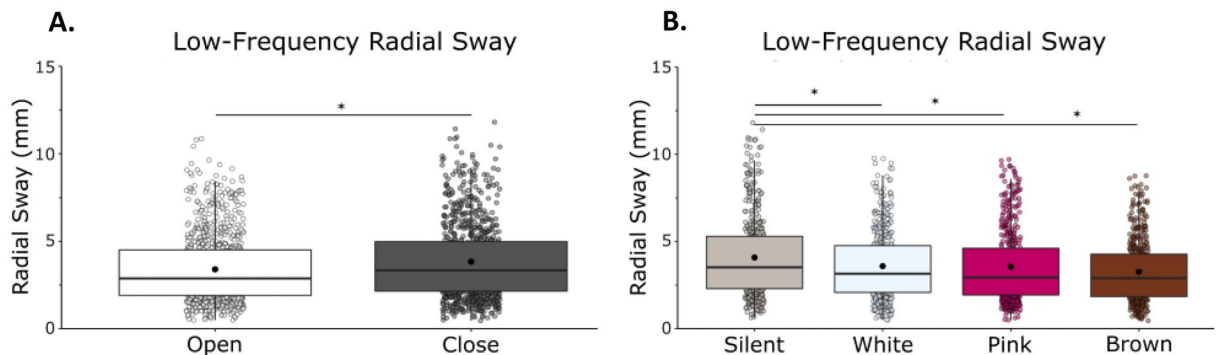 A.
Low-Frequency Radial Sway
Radial Sway (mm)
15
10
5
0
*
Open
Close
B.
Low-Frequency Radial Sway
Radial Sway (mm)
15
10
5
0
*
*
*
Silent
White
Pink
Brown